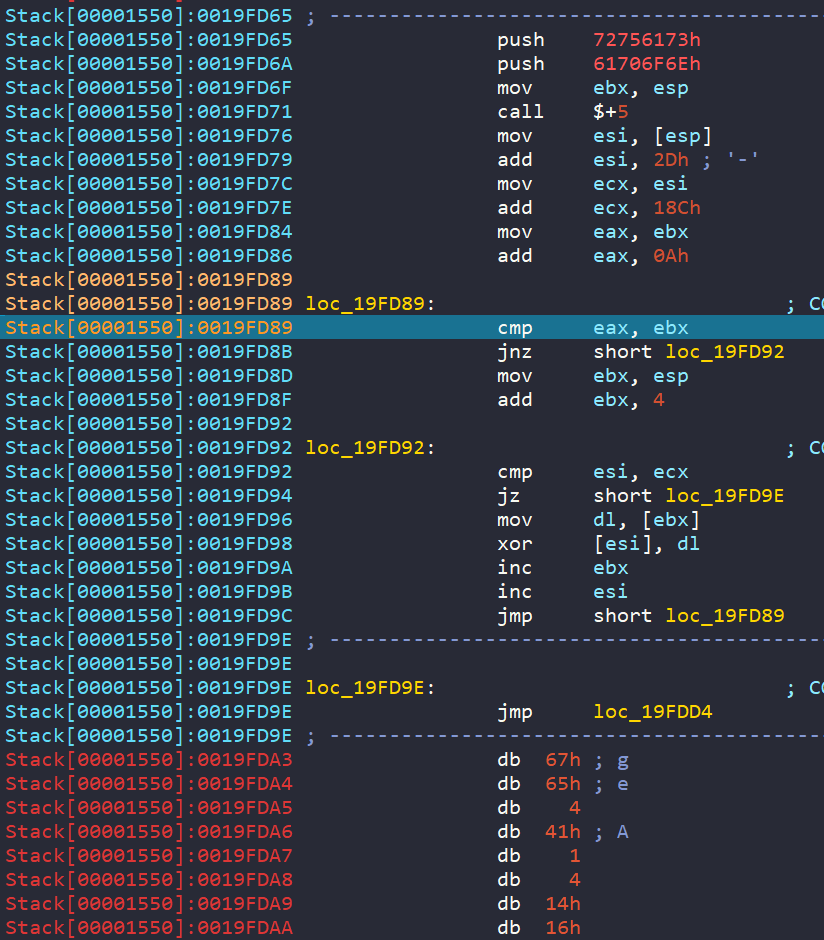 Stack[00001550]:0019FD65 ; -----------------------------------------
Stack[00001550]:0019FD65 push 72756173h
Stack[00001550]:0019FD6A push 61706F6Eh
Stack[00001550]:0019FD6F mov ebx, esp
Stack[00001550]:0019FD71 call $+5
Stack[00001550]:0019FD76 mov esi, [esp]
Stack[00001550]:0019FD79 add esi, 2Dh ; '-'
Stack[00001550]:0019FD7C mov ecx, esi
Stack[00001550]:0019FD7E add ecx, 18Ch
Stack[00001550]:0019FD84 mov eax, ebx
Stack[00001550]:0019FD86 add eax, 0Ah
Stack[00001550]:0019FD89
Stack[00001550]:0019FD89 loc_19FD89: ; CO
Stack[00001550]:0019FD89 cmp eax, ebx
Stack[00001550]:0019FD8B jnz short loc_19FD92
Stack[00001550]:0019FD8D mov ebx, esp
Stack[00001550]:0019FD8F add ebx, 4
Stack[00001550]:0019FD92
Stack[00001550]:0019FD92 loc_19FD92: ; CO
Stack[00001550]:0019FD92 cmp esi, ecx
Stack[00001550]:0019FD94 jz short loc_19FD9E
Stack[00001550]:0019FD96 mov dl, [ebx]
Stack[00001550]:0019FD98 xor [esi], dl
Stack[00001550]:0019FD9A inc ebx
Stack[00001550]:0019FD9B inc esi
Stack[00001550]:0019FD9C jmp short loc_19FD89
Stack[00001550]:0019FD9E ; -----------------------------------------
Stack[00001550]:0019FD9E
Stack[00001550]:0019FD9E loc_19FD9E: ; CO
Stack[00001550]:0019FD9E jmp loc_19FDD4
Stack[00001550]:0019FD9E ; -----------------------------------------
Stack[00001550]:0019FDA3 db 67h ; g
Stack[00001550]:0019FDA4 db 65h ; e
Stack[00001550]:0019FDA5 db 4
Stack[00001550]:0019FDA6 db 41h ; A
Stack[00001550]:0019FDA7 db 1
Stack[00001550]:0019FDA8 db 4
Stack[00001550]:0019FDA9 db 14h
Stack[00001550]:0019FDAA db 16h